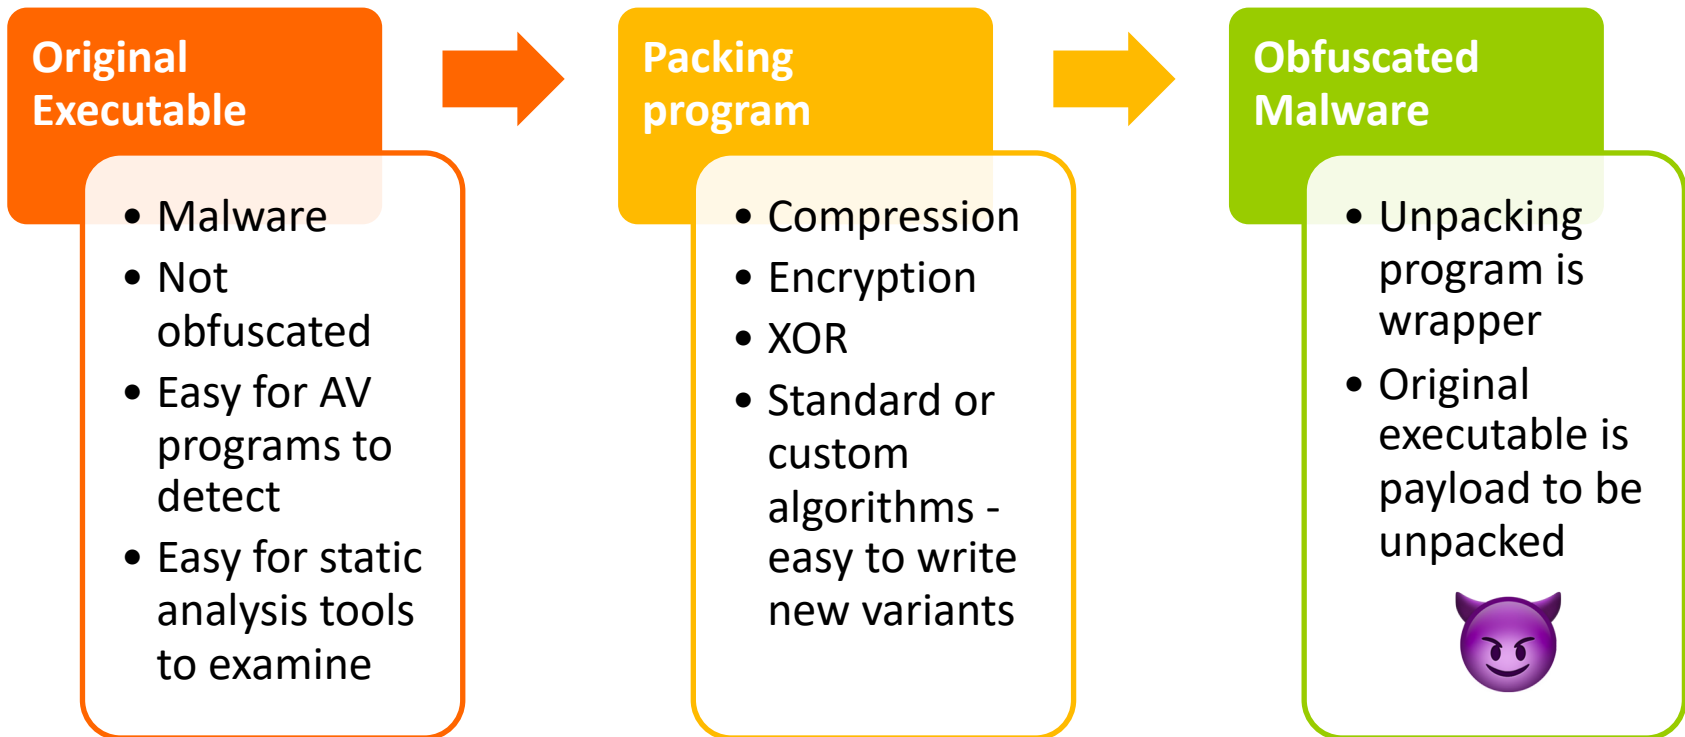 Original
Executable
• Malware
• Not
obfuscated
• Easy for AV
programs to
detect
• Easy for static
analysis tools
to examine
Packing
program
• Compression
• Encryption
• XOR
• Standard or
custom
algorithms -
easy to write
new variants
Obfuscated
Malware
• Unpacking
program is
wrapper
• Original
executable is
payload to be
unpacked